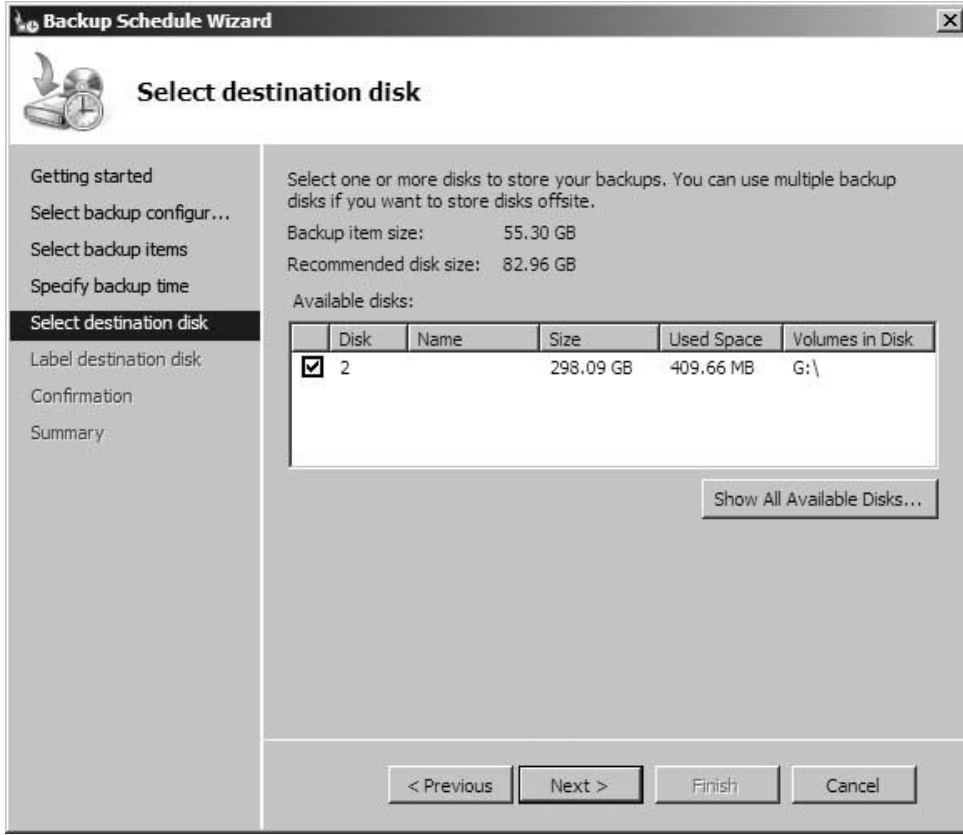 Backup Schedule Wizard
Select destination disk
Getting started
Select backup configur...
Select backup items
Specify backup time
Select destination disk
Label destination disk
Confirmation
Summary
Select one or more disks to store your backups. You can use multiple backup
disks if you want to store disks offsite.
Backup item size: 55.30 GB
Recommended disk size: 82.96 GB
Available disks:
Disk Name Size Used Space Volumes in Disk
2 298.09 GB 409.66 MB G:\
Show All Available Disks...
< Previous Next > Finish Cancel